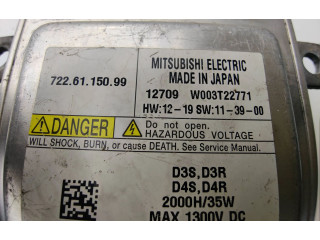 722.61.150.99
MITSUBISHI ELECTRIC
MADE IN JAPAN
12709 W003T22771
HW:12-19 SW:11-39-00
DANGER
Do not open.
HAZARDOUS VOLTAGE
WILL SHOCK, BURN, or cause DEATH. See Service Manual.
D3S,D3R
D4S,D4R
2000H/35W
MAX 1300V DC